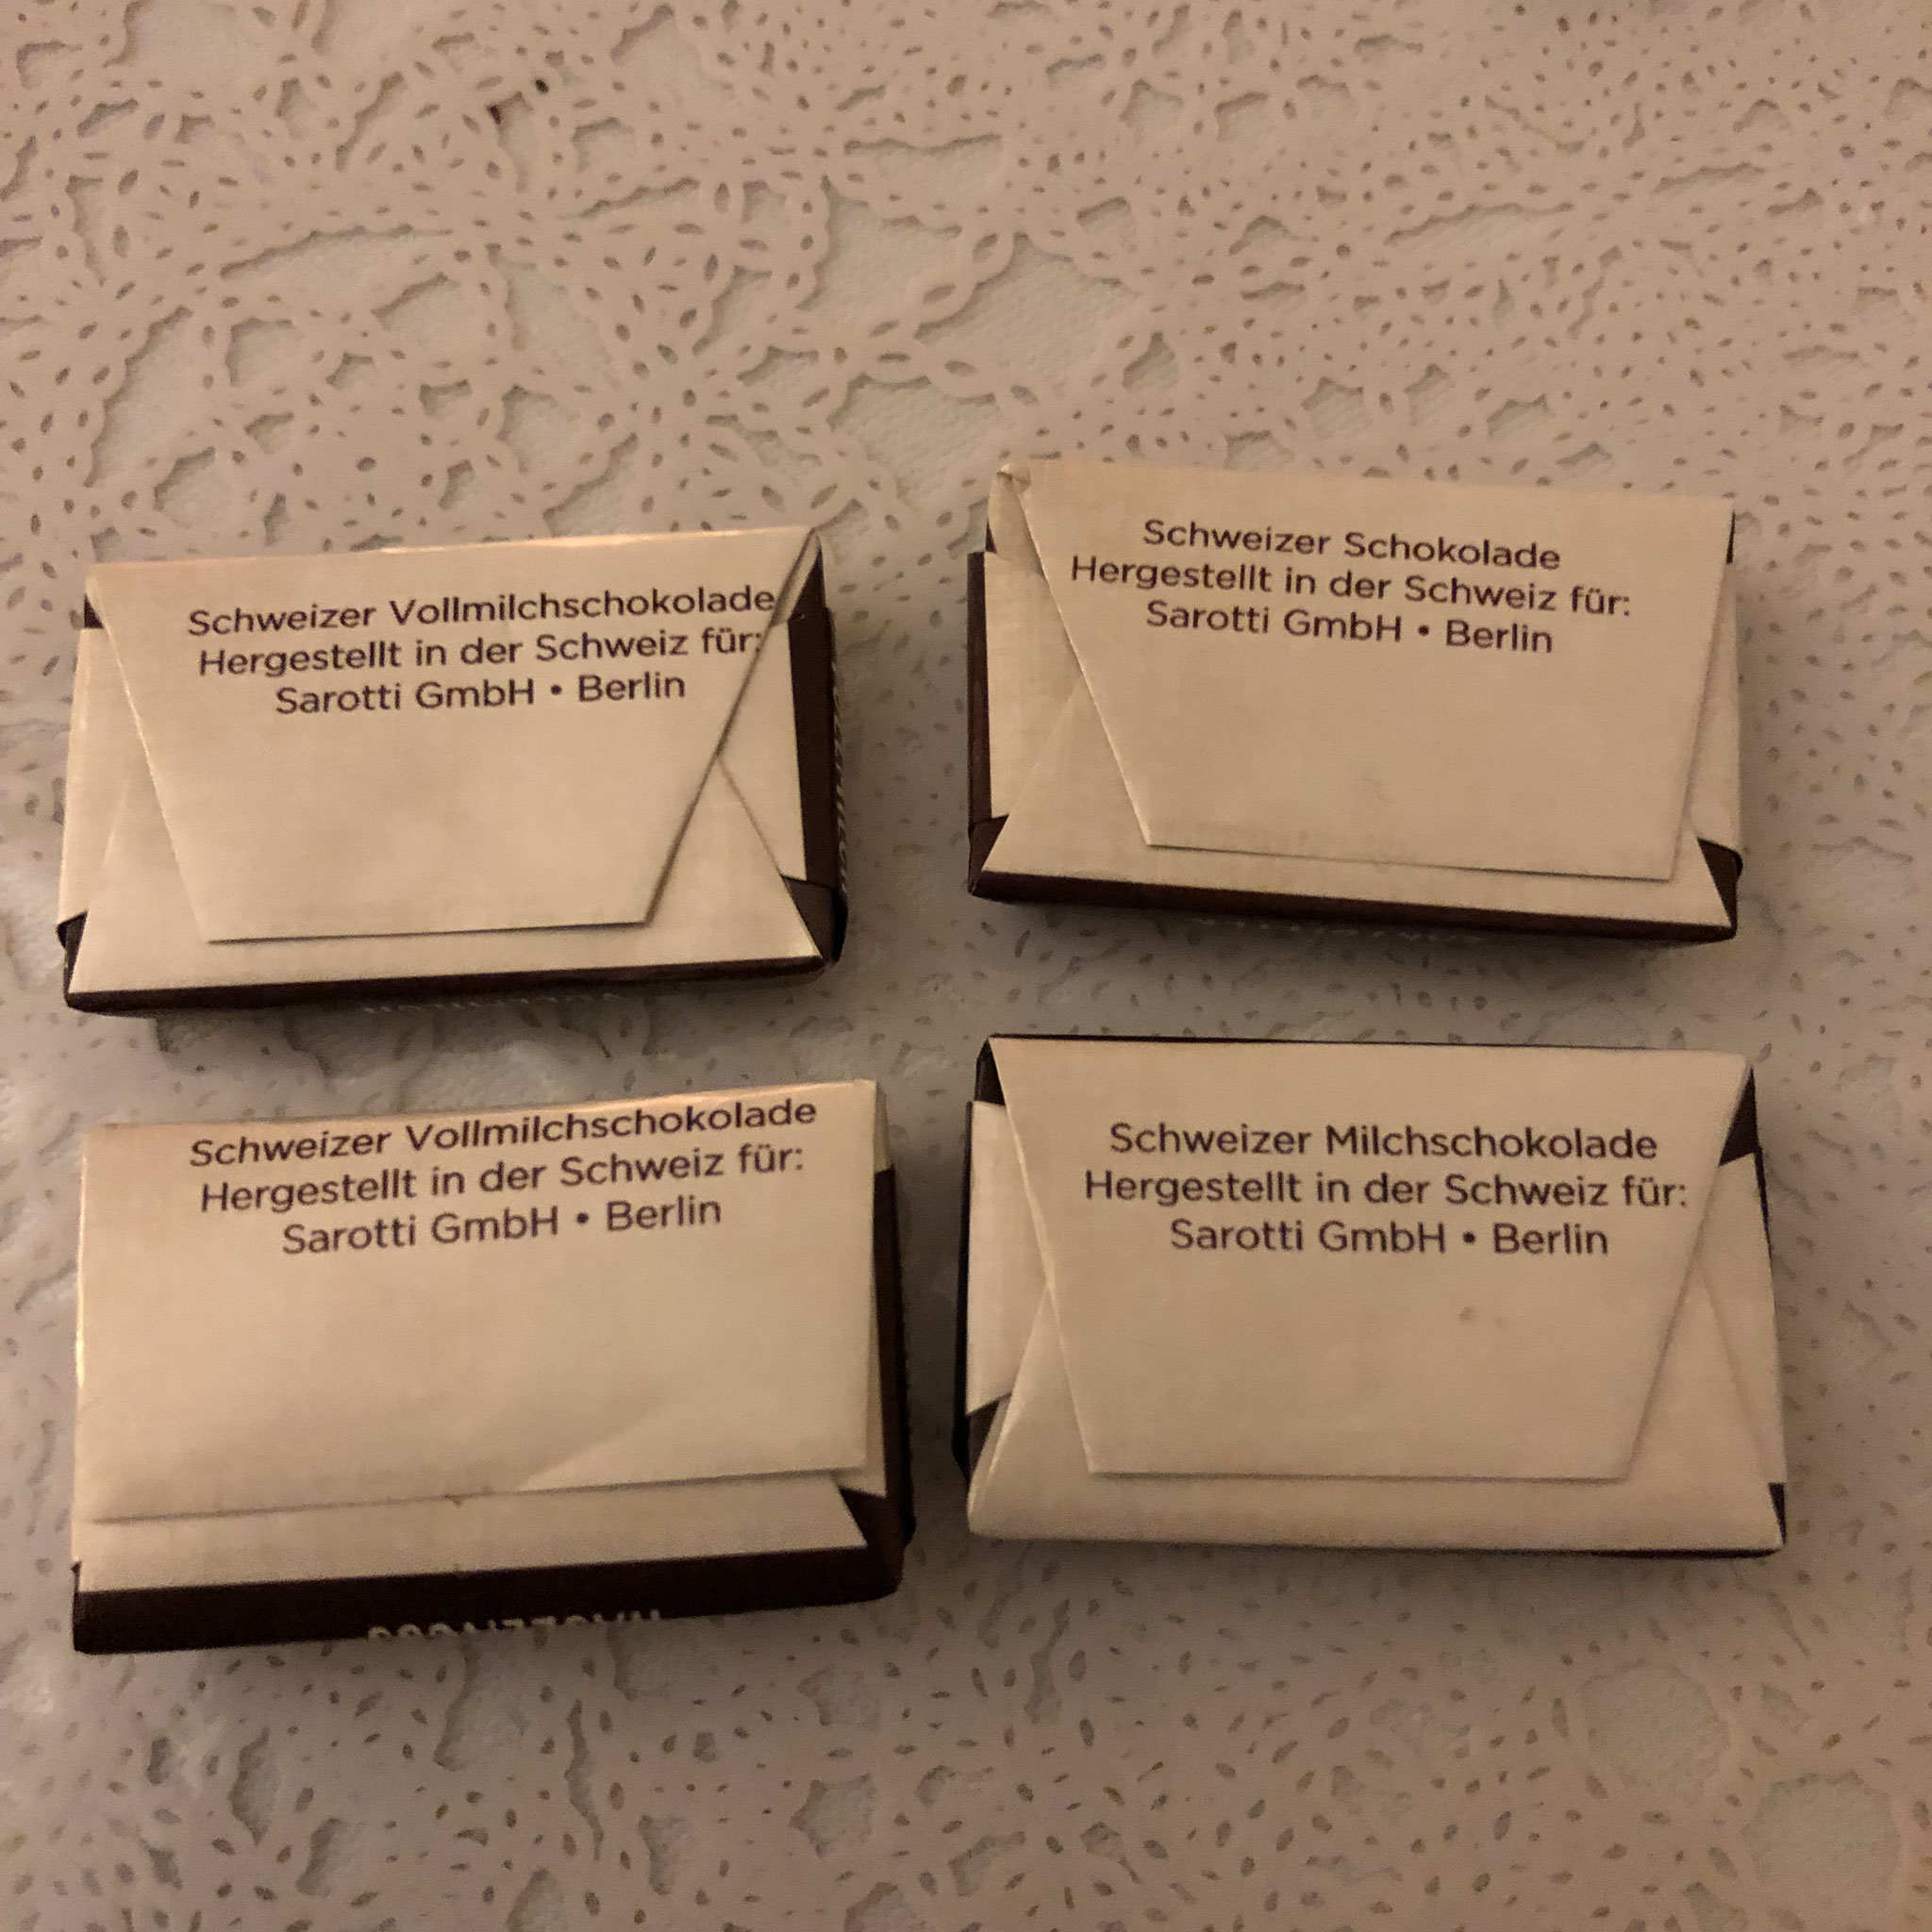 Schweizer Vollmilchschokolade
Hergestellt in der Schweiz für:
Sarotti GmbH • Berlin
Schweizer Schokolade
Hergestellt in der Schweiz für:
Sarotti GmbH • Berlin
Schweizer Vollmilchschokolade
Hergestellt in der Schweiz für:
Sarotti GmbH • Berlin
Schweizer Milchschokolade
Hergestellt in der Schweiz für:
Sarotti GmbH • Berlin